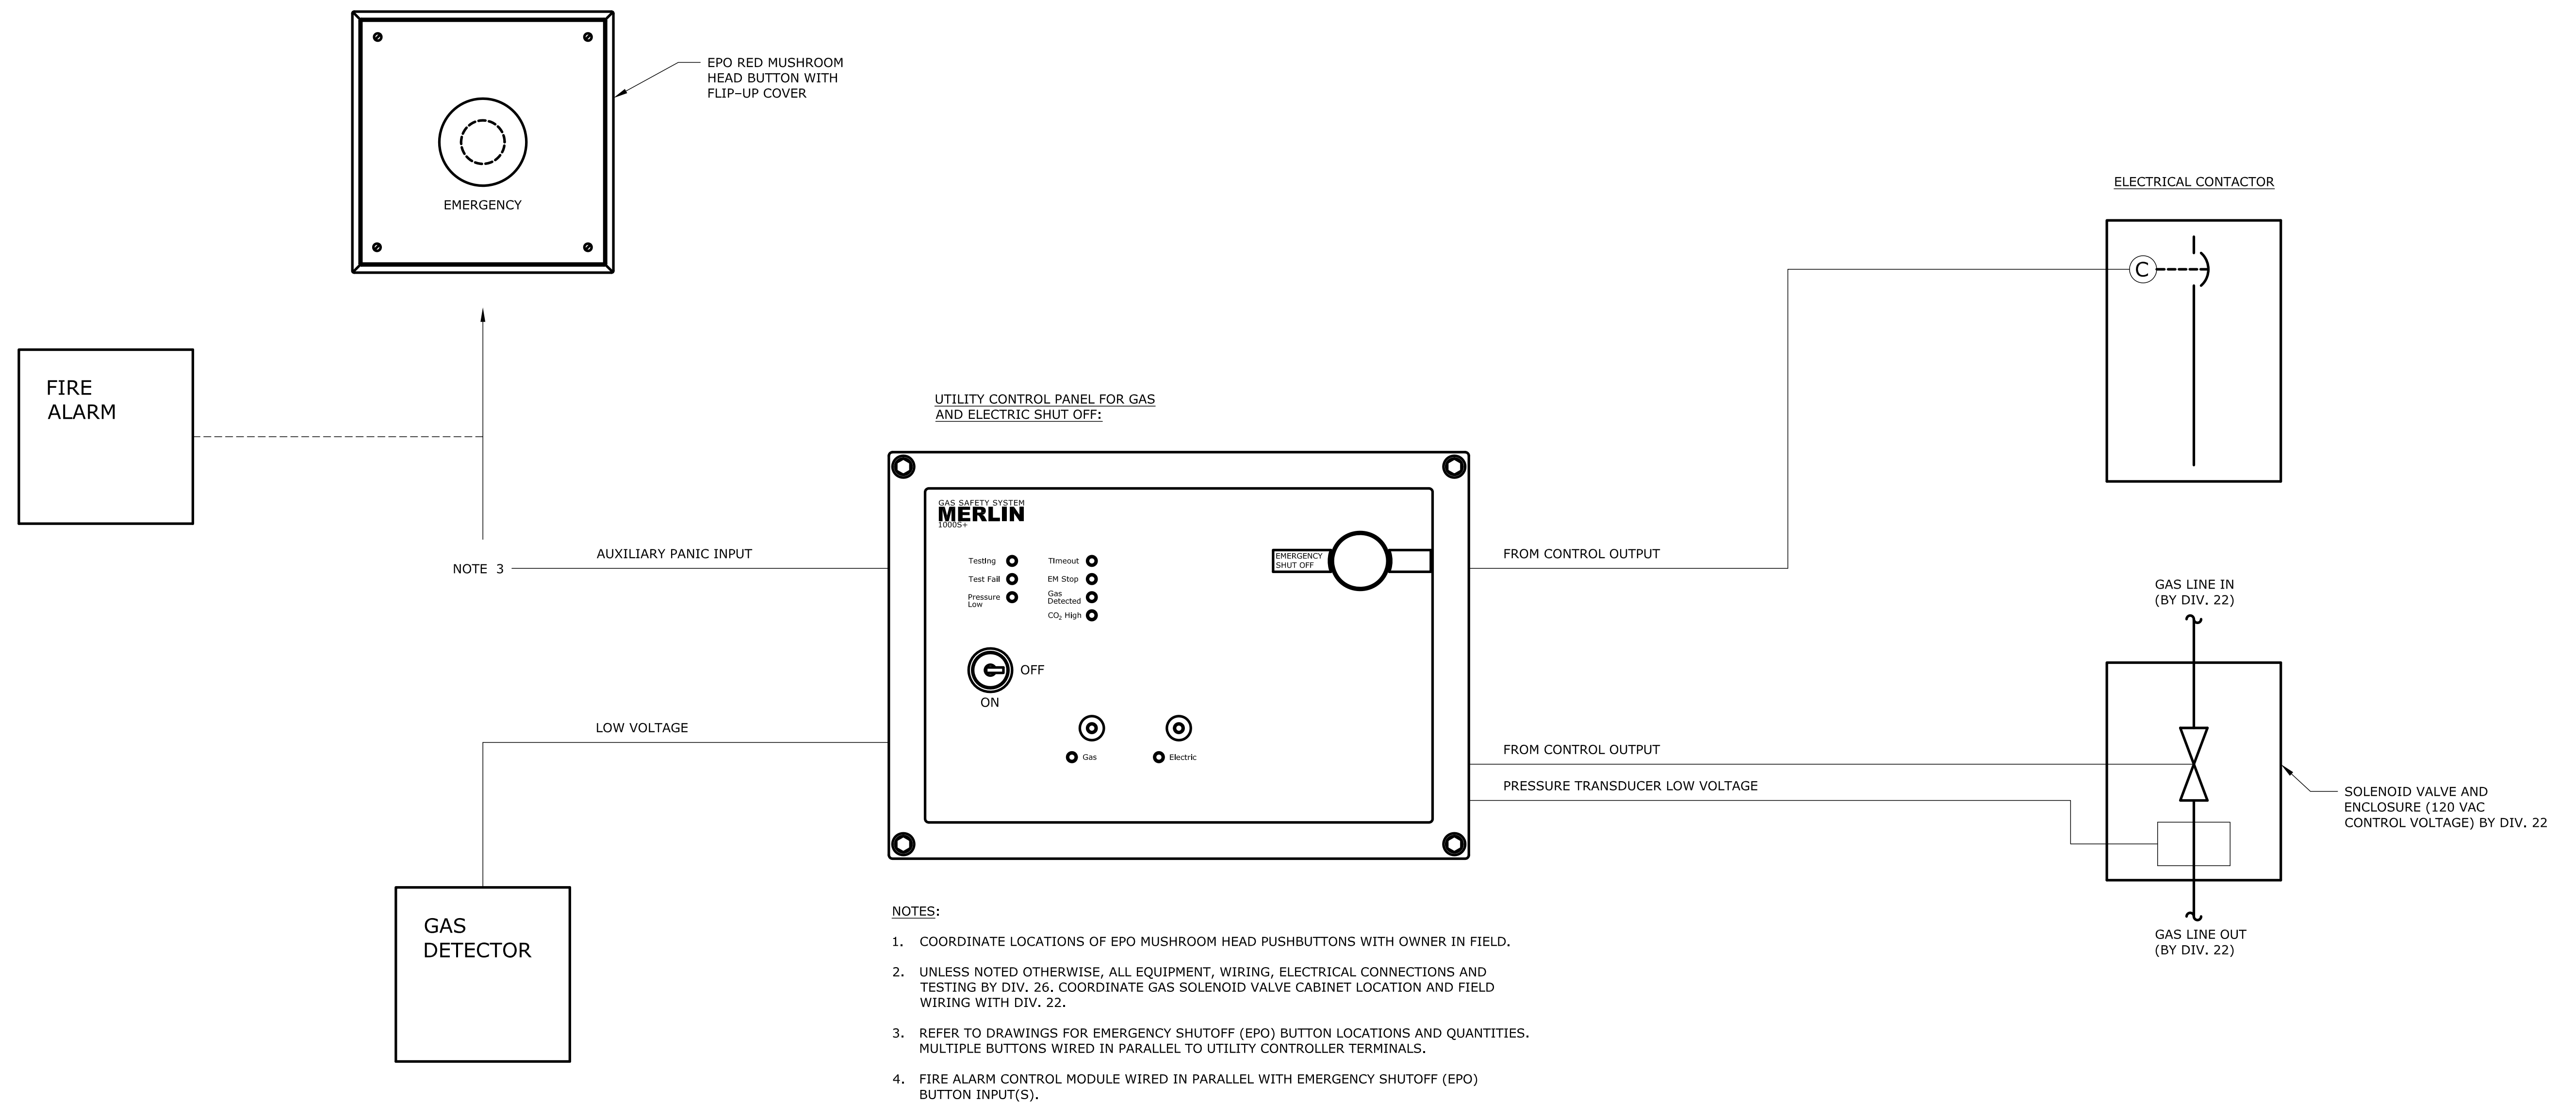 EPO RED MUSHROOM
HEAD BUTTON WITH
FLIP-UP COVER
EMERGENCY
ELECTRICAL CONTACTOR
C
FIRE
ALARM
UTILITY CONTROL PANEL FOR GAS
AND ELECTRIC SHUT OFF:
NOTE 3
AUXILIARY PANIC INPUT
GAS SAFETY SYSTEM
MERLIN
1000S+
Testing
Test Fail
Pressure
Low
Timeout
EM Stop
Gas
Detected
CO₂ High
EMERGENCY
SHUT OFF
OFF
ON
Gas
Electric
FROM CONTROL OUTPUT
GAS LINE IN
(BY DIV. 22)
LOW VOLTAGE
FROM CONTROL OUTPUT
PRESSURE TRANSDUCER LOW VOLTAGE
SOLENOID VALVE AND
ENCLOSURE (120 VAC
CONTROL VOLTAGE) BY DIV. 22
GAS LINE OUT
(BY DIV. 22)
GAS
DETECTOR
NOTES:
1. COORDINATE LOCATIONS OF EPO MUSHROOM HEAD PUSHBUTTONS WITH OWNER IN FIELD.
2. UNLESS NOTED OTHERWISE, ALL EQUIPMENT, WIRING, ELECTRICAL CONNECTIONS AND
TESTING BY DIV. 26. COORDINATE GAS SOLENOID VALVE CABINET LOCATION AND FIELD
WIRING WITH DIV. 22.
3. REFER TO DRAWINGS FOR EMERGENCY SHUTOFF (EPO) BUTTON LOCATIONS AND QUANTITIES.
MULTIPLE BUTTONS WIRED IN PARALLEL TO UTILITY CONTROLLER TERMINALS.
4. FIRE ALARM CONTROL MODULE WIRED IN PARALLEL WITH EMERGENCY SHUTOFF (EPO)
BUTTON INPUT(S).